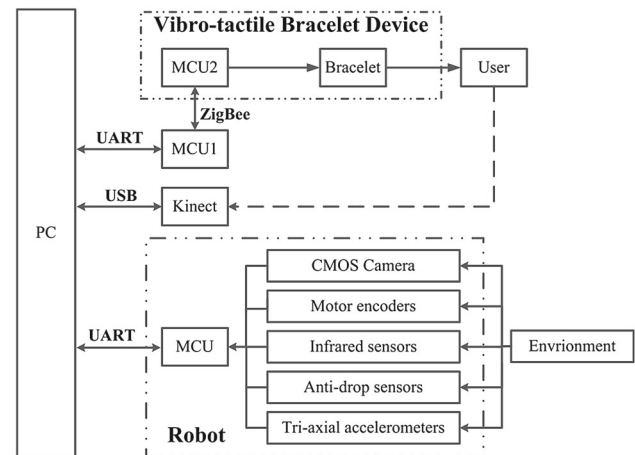 Vibro-tactile Bracelet Device
MCU2
Bracelet
User
ZigBee
UART
MCU1
USB
Kinect
PC
CMOS Camera
Motor encoders
UART
MCU
Infrared sensors
Envrionment
Anti-drop sensors
Tri-axial accelerometers
Robot